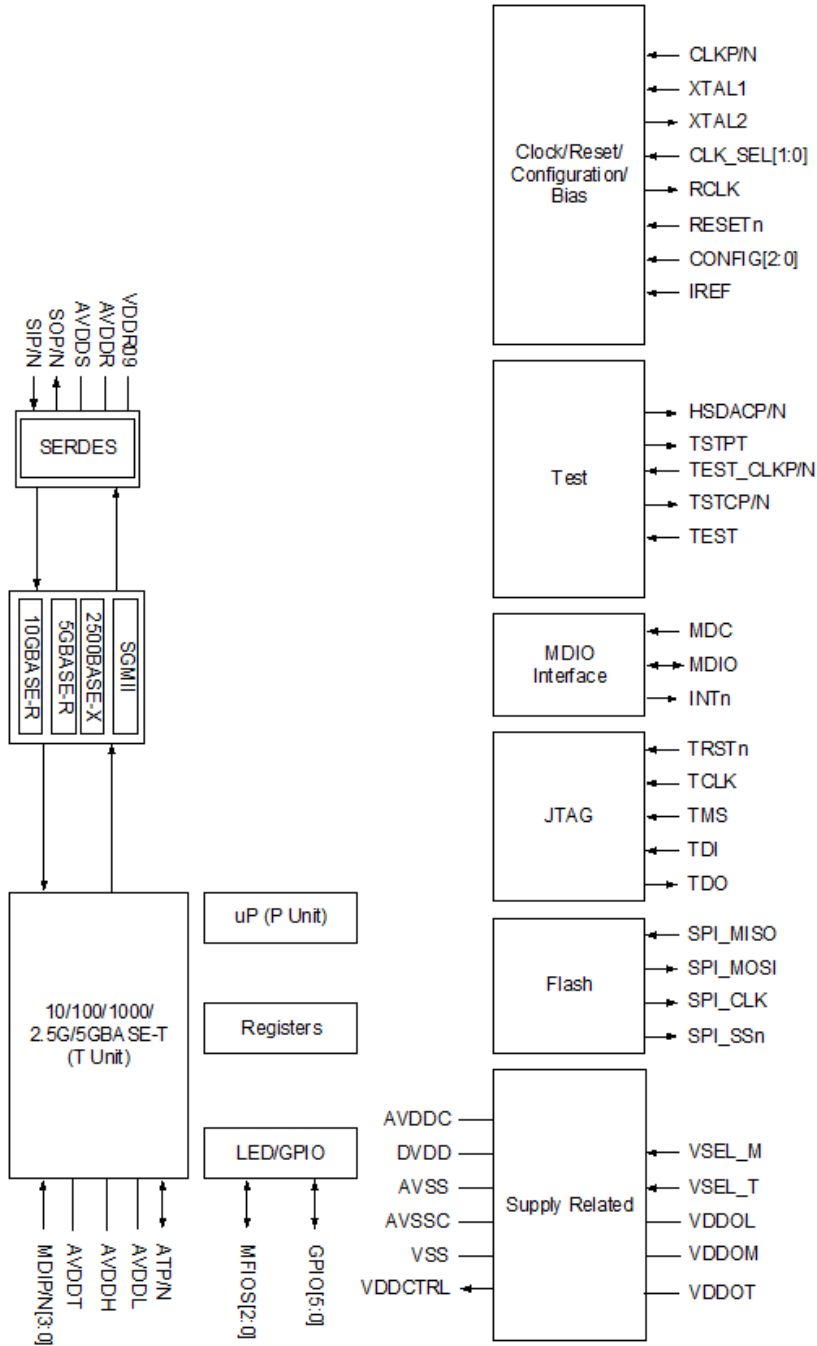 VDDR09
AVDDR
AVDDS
SOP/N
SIP/N
SERDES
SGMII
2500BASE-X
5GBASE-R
10GBASE-R
10/100/1000/
2.5G/5GBASE-T
(T Unit)
MDIP/N[3:0]
AVDDT
AVDDH
AVDDL
ATP/N
uP (P Unit)
Registers
LED/GPIO
MFIOS[2:0]
GPIO[5:0]
Clock/Reset/
Configuration/
Bias
CLKP/N
XTAL1
XTAL2
CLK_SEL[1:0]
RCLK
RESETn
CONFIG[2:0]
IREF
Test
HSDACP/N
TSTPT
TEST_CLKP/N
TSTCP/N
TEST
MDIO
Interface
MDC
MDIO
INTn
JTAG
TRSTn
TCLK
TMS
TDI
TDO
Flash
SPI_MISO
SPI_MOSI
SPI_CLK
SPI_SSn
AVDDC
DVDD
AVSS
AVSSC
VSS
VDDCTRL
Supply Related
VSEL_M
VSEL_T
VDDOL
VDDOM
VDDOT